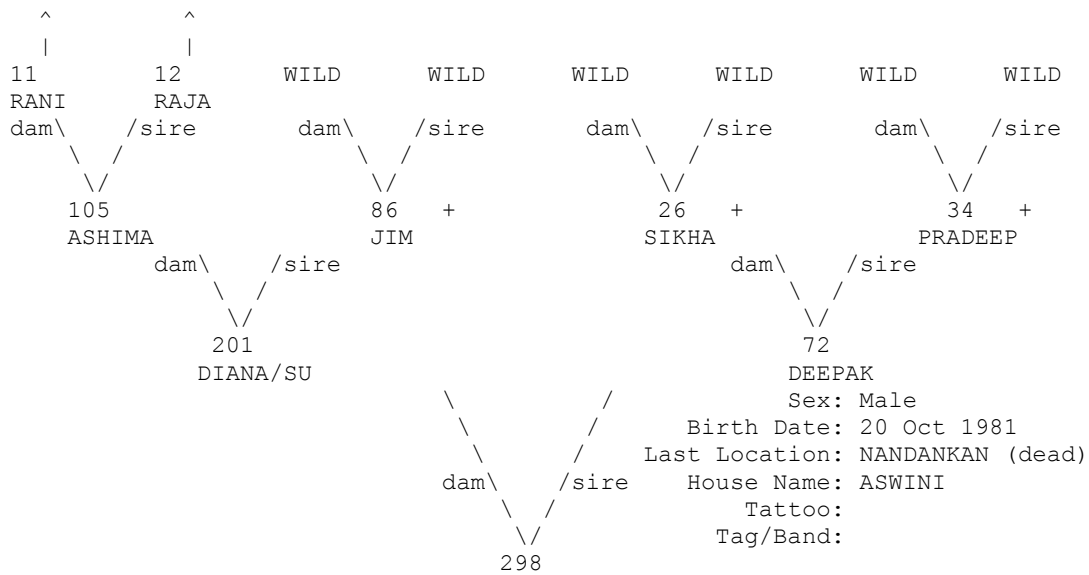 ^ ^
| |
11 12 WILD WILD WILD WILD WILD WILD
RANI RAJA
dam\ /sire dam\ /sire dam\ /sire dam\ /sire
\ / \ / \ / \ /
\/ \/ \/ \/
105 86 + 26 + 34 +
ASHIMA JIM SIKHA PRADEEP
dam\ /sire dam\ /sire
\ / \ /
\/ \/
201 72
DIANA/SU DEEPAK
\ / Sex: Male
\ / Birth Date: 20 Oct 1981
\ / Last Location: NANDANKAN (dead)
dam\ /sire House Name: ASWINI
\ / Tattoo:
\/ Tag/Band:
298